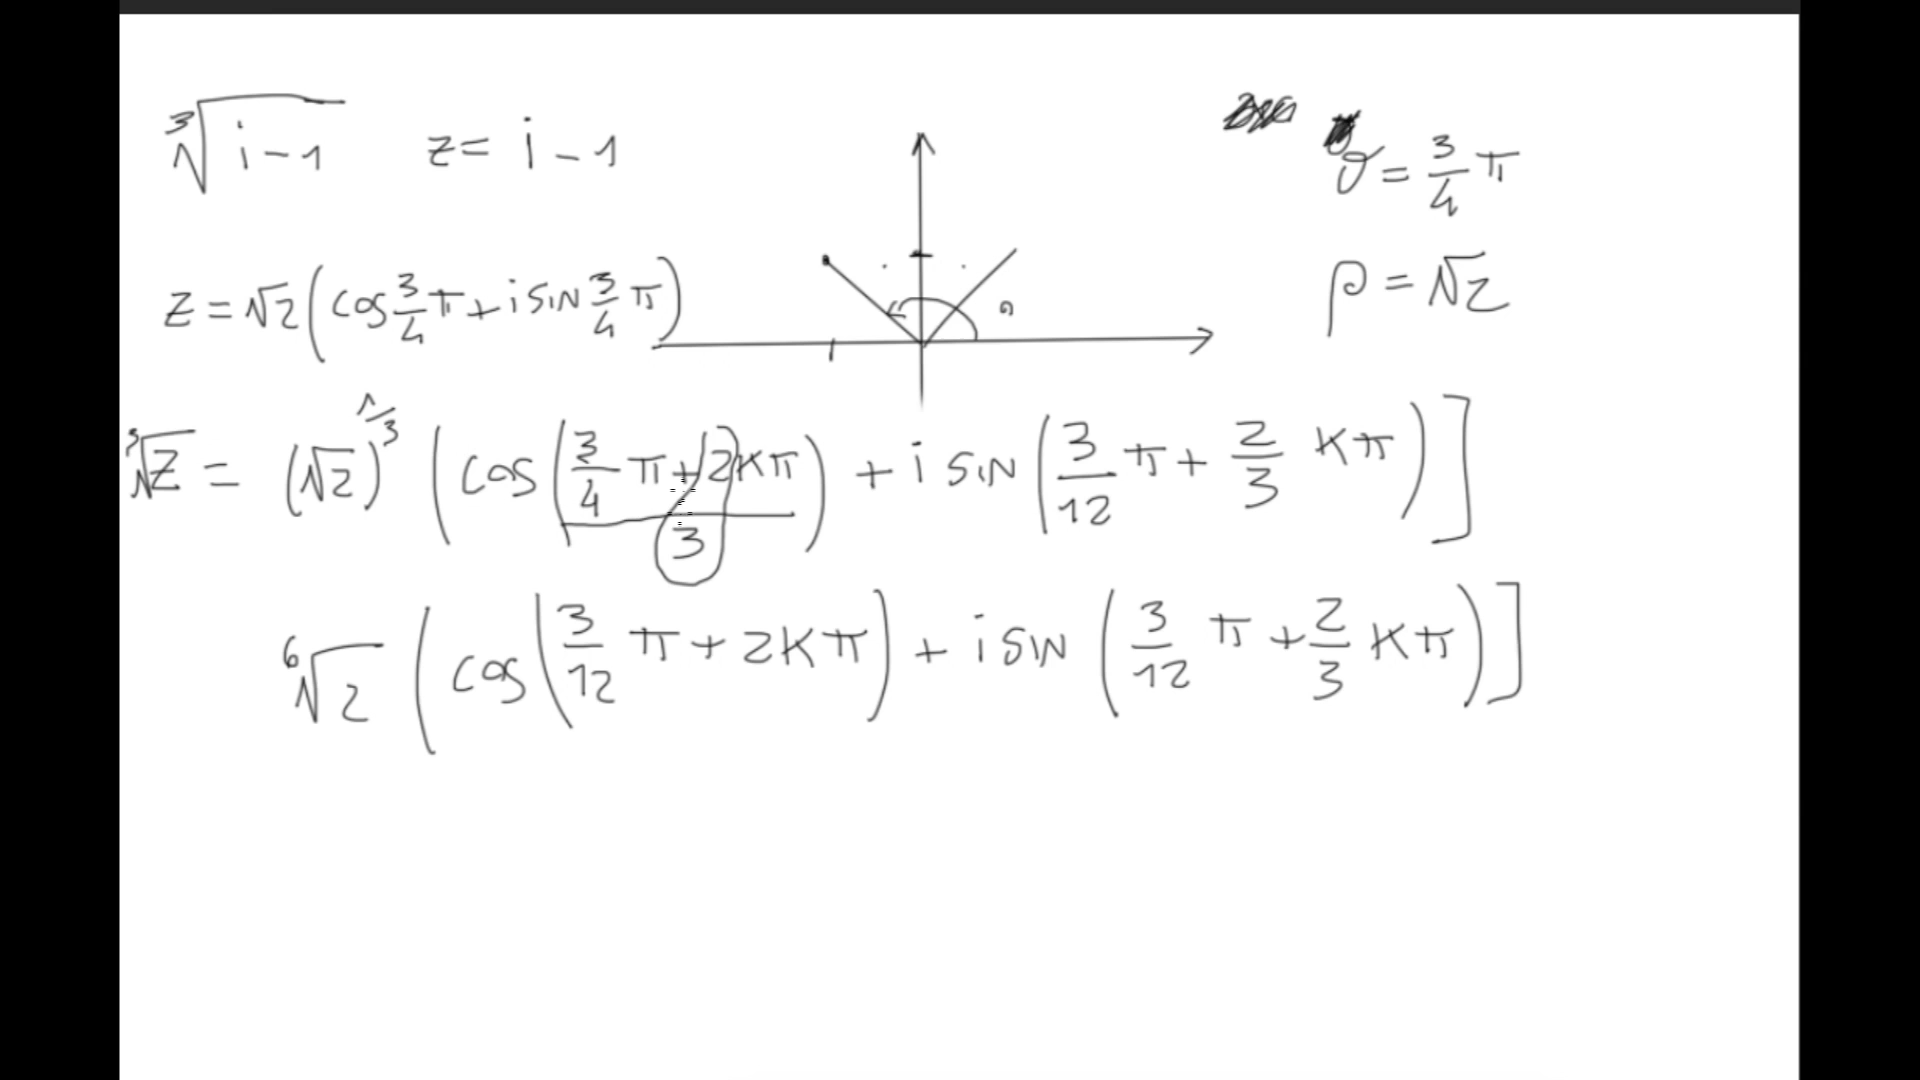 ∛(i-1) z = i - 1 ϑ = 3/4 π
z = √2 (cos 3/4 π + i sin 3/4 π) ρ = √2
∛z = (√2)^(1/3) (cos((3/4 π + 2kπ)/3) + i sin(3/12 π + 2/3 kπ)]
⁶√2 (cos(3/12 π + 2kπ) + i sin(3/12 π + 2/3 kπ)]